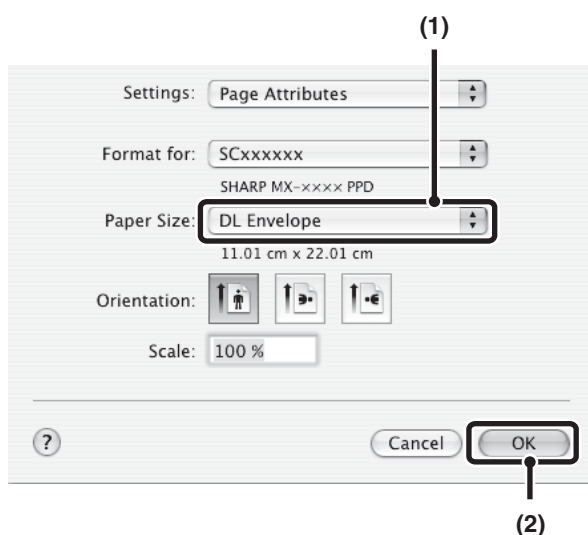 (1)
Settings: Page Attributes
Format for: SCxxxxxx
SHARP MX-×××× PPD
Paper Size: DL Envelope
11.01 cm x 22.01 cm
Orientation:
Scale: 100 %
? Cancel OK
(2)